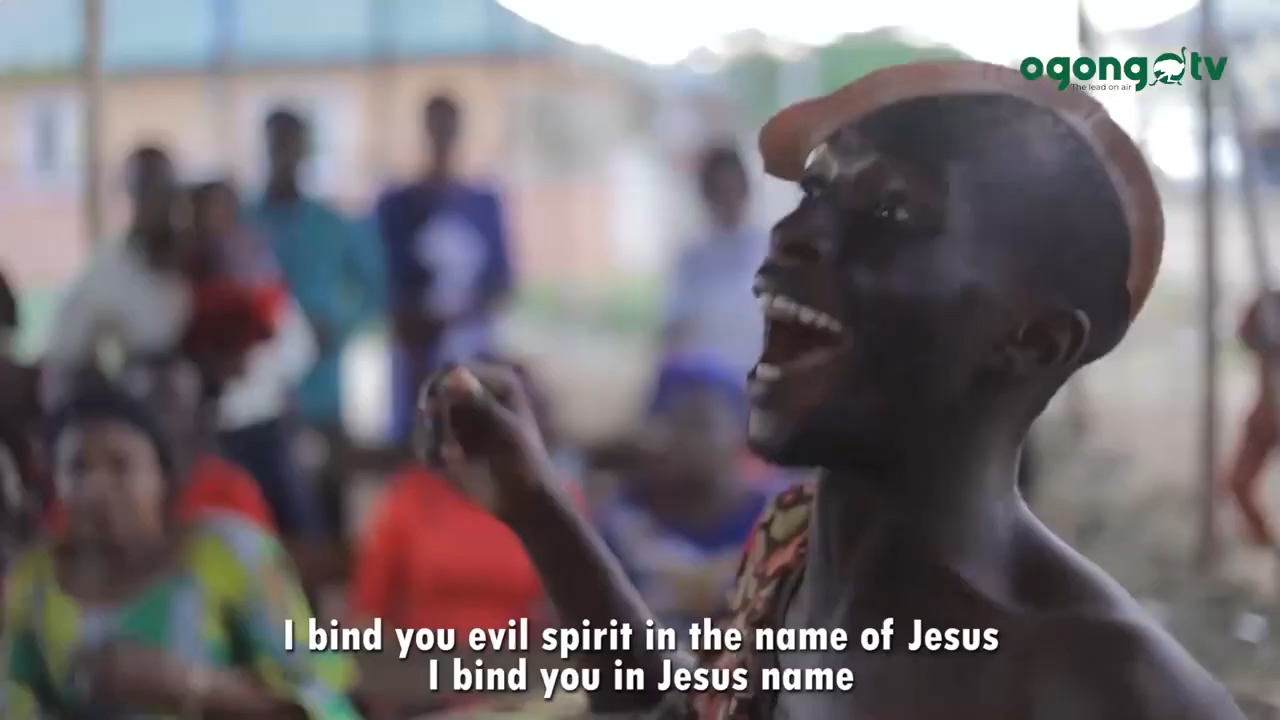 ogongotv
The lead on air
I bind you evil spirit in the name of Jesus
I bind you in Jesus name